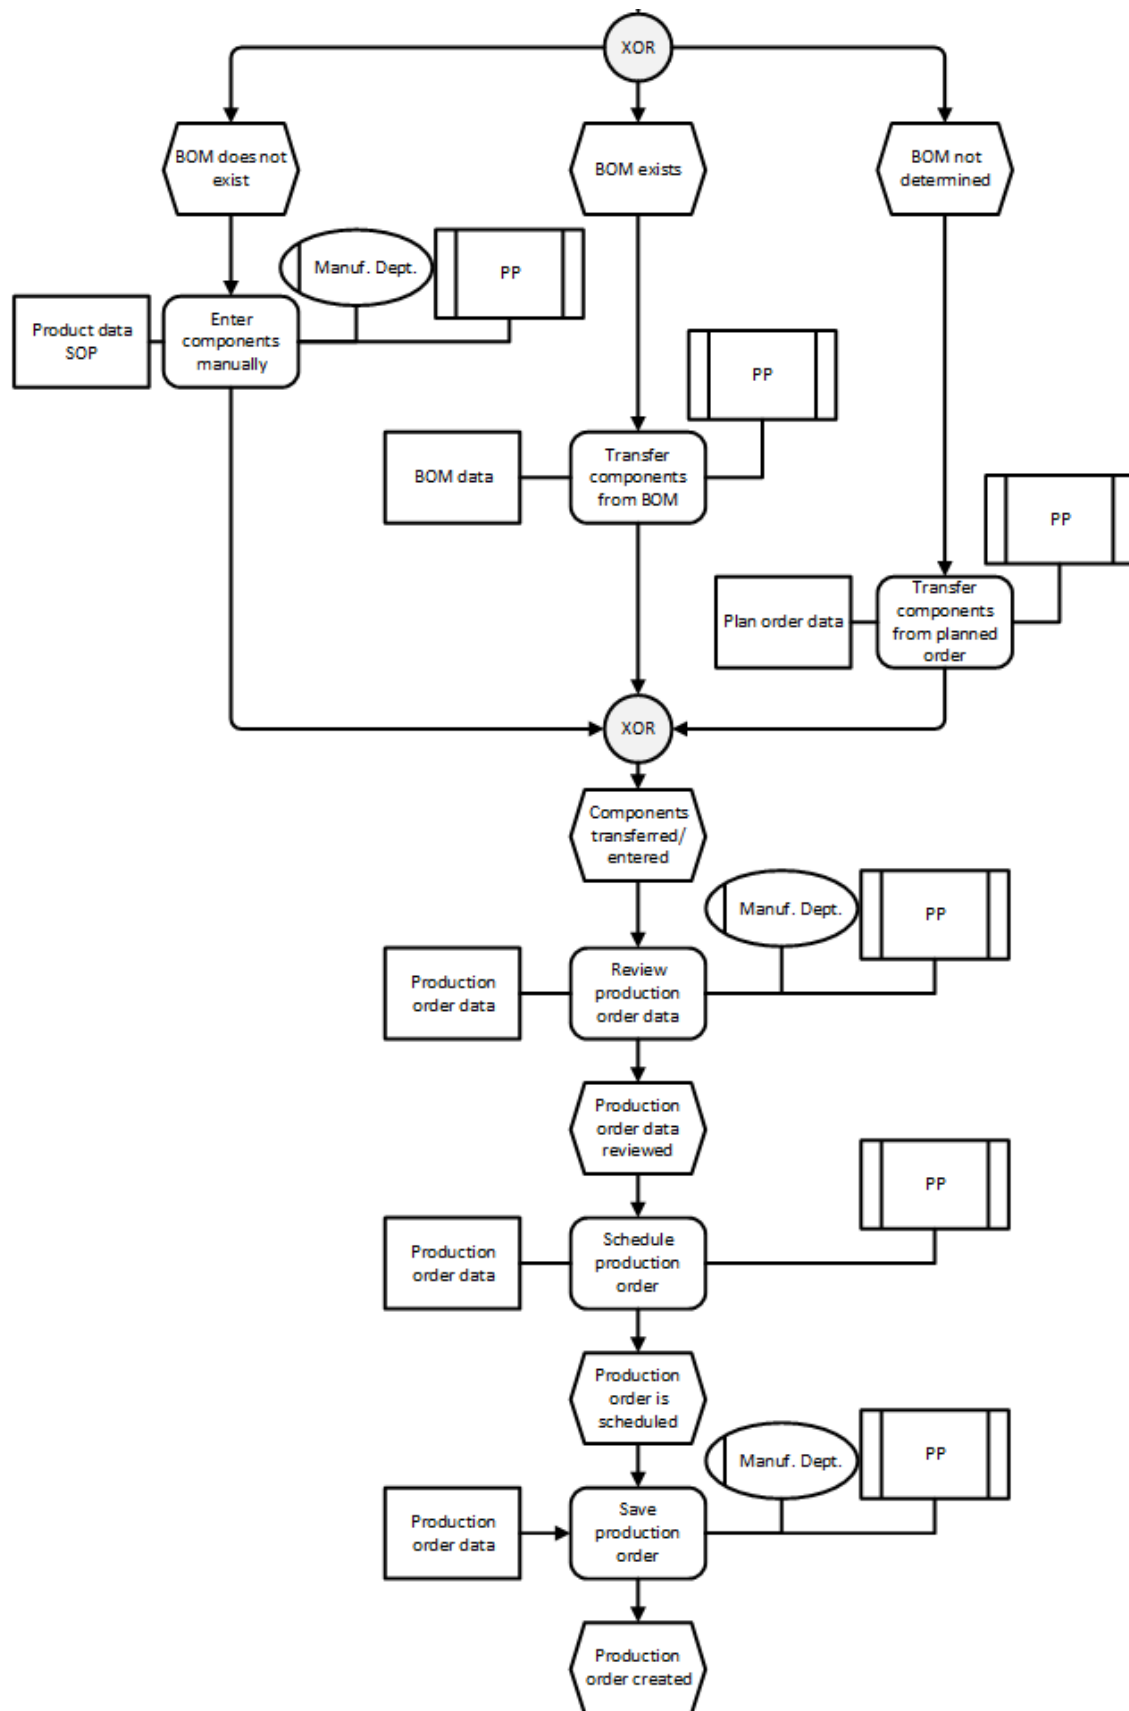 XOR
BOM does not
exist
BOM exists
BOM not
determined
Manuf. Dept.
PP
Product data
SOP
Enter
components
manually
PP
BOM data
Transfer
components
from BOM
PP
Plan order data
Transfer
components
from planned
order
XOR
Components
transferred/
entered
Manuf. Dept.
PP
Production
order data
Review
production
order data
Production
order data
reviewed
PP
Production
order data
Schedule
production
order
Production
order is
scheduled
Manuf. Dept.
PP
Production
order data
Save
production
order
Production
order created